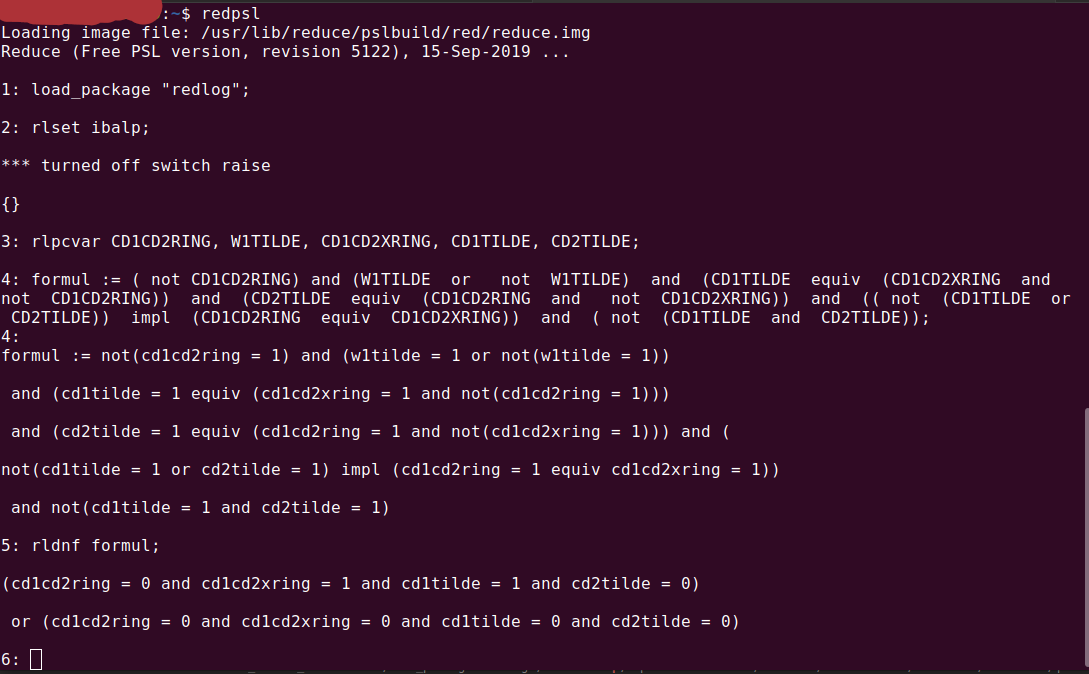 :~$ redpsl
Loading image file: /usr/lib/reduce/pslbuild/red/reduce.img
Reduce (Free PSL version, revision 5122), 15-Sep-2019 ...
1: load_package "redlog";
2: rlset ibalp;
*** turned off switch raise
{}
3: rlpcvar CD1CD2RING, W1TILDE, CD1CD2XRING, CD1TILDE, CD2TILDE;
4: formul := ( not CD1CD2RING) and (W1TILDE  or   not  W1TILDE)  and  (CD1TILDE  equiv  (CD1CD2XRING  and
not  CD1CD2RING))  and  (CD2TILDE  equiv  (CD1CD2RING  and   not  CD1CD2XRING))  and  (( not  (CD1TILDE  or
 CD2TILDE))  impl  (CD1CD2RING  equiv  CD1CD2XRING))  and  ( not  (CD1TILDE  and  CD2TILDE));
4:
formul := not(cd1cd2ring = 1) and (w1tilde = 1 or not(w1tilde = 1))
 and (cd1tilde = 1 equiv (cd1cd2xring = 1 and not(cd1cd2ring = 1)))
 and (cd2tilde = 1 equiv (cd1cd2ring = 1 and not(cd1cd2xring = 1))) and (
not(cd1tilde = 1 or cd2tilde = 1) impl (cd1cd2ring = 1 equiv cd1cd2xring = 1))
 and not(cd1tilde = 1 and cd2tilde = 1)
5: rldnf formul;
(cd1cd2ring = 0 and cd1cd2xring = 1 and cd1tilde = 1 and cd2tilde = 0)
 or (cd1cd2ring = 0 and cd1cd2xring = 0 and cd1tilde = 0 and cd2tilde = 0)
6: